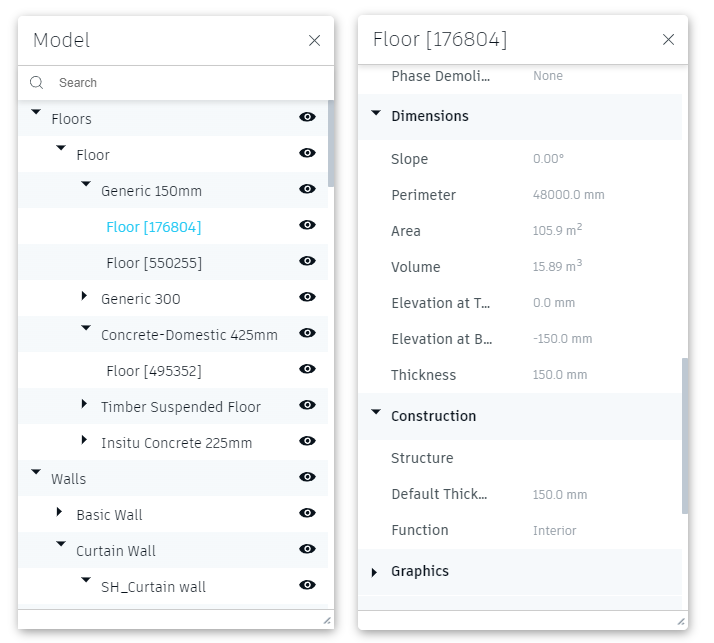 Model
Search
Floors
Floor
Generic 150mm
Floor [176804]
Floor [550255]
Generic 300
Concrete-Domestic 425mm
Floor [495352]
Timber Suspended Floor
Insitu Concrete 225mm
Walls
Basic Wall
Curtain Wall
SH_Curtain wall
Floor [176804]
Phase Demoli... None
Dimensions
Slope 0.00°
Perimeter 48000.0 mm
Area 105.9 m²
Volume 15.89 m³
Elevation at T... 0.0 mm
Elevation at B... -150.0 mm
Thickness 150.0 mm
Construction
Structure
Default Thick... 150.0 mm
Function Interior
Graphics